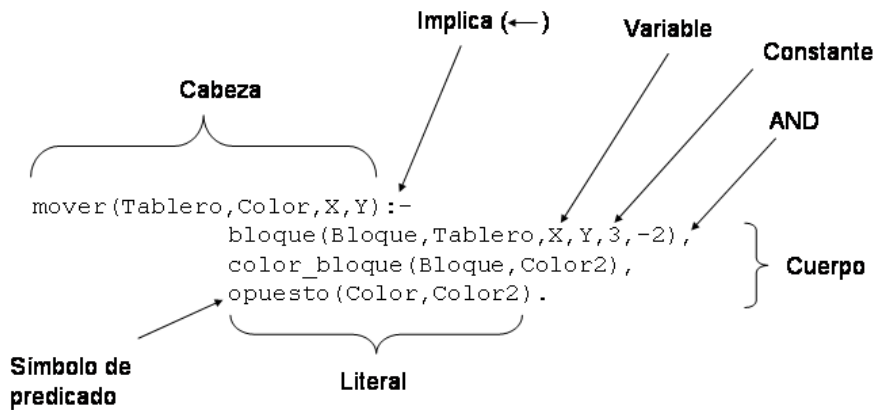 Implica (←)
Variable
Constante
Cabeza
AND
mover(Tablero,Color,X,Y):-
bloque(Bloque,Tablero,X,Y,3,-2),
color_bloque(Bloque,Color2),
opuesto(Color,Color2).
Cuerpo
Símbolo de
predicado
Literal